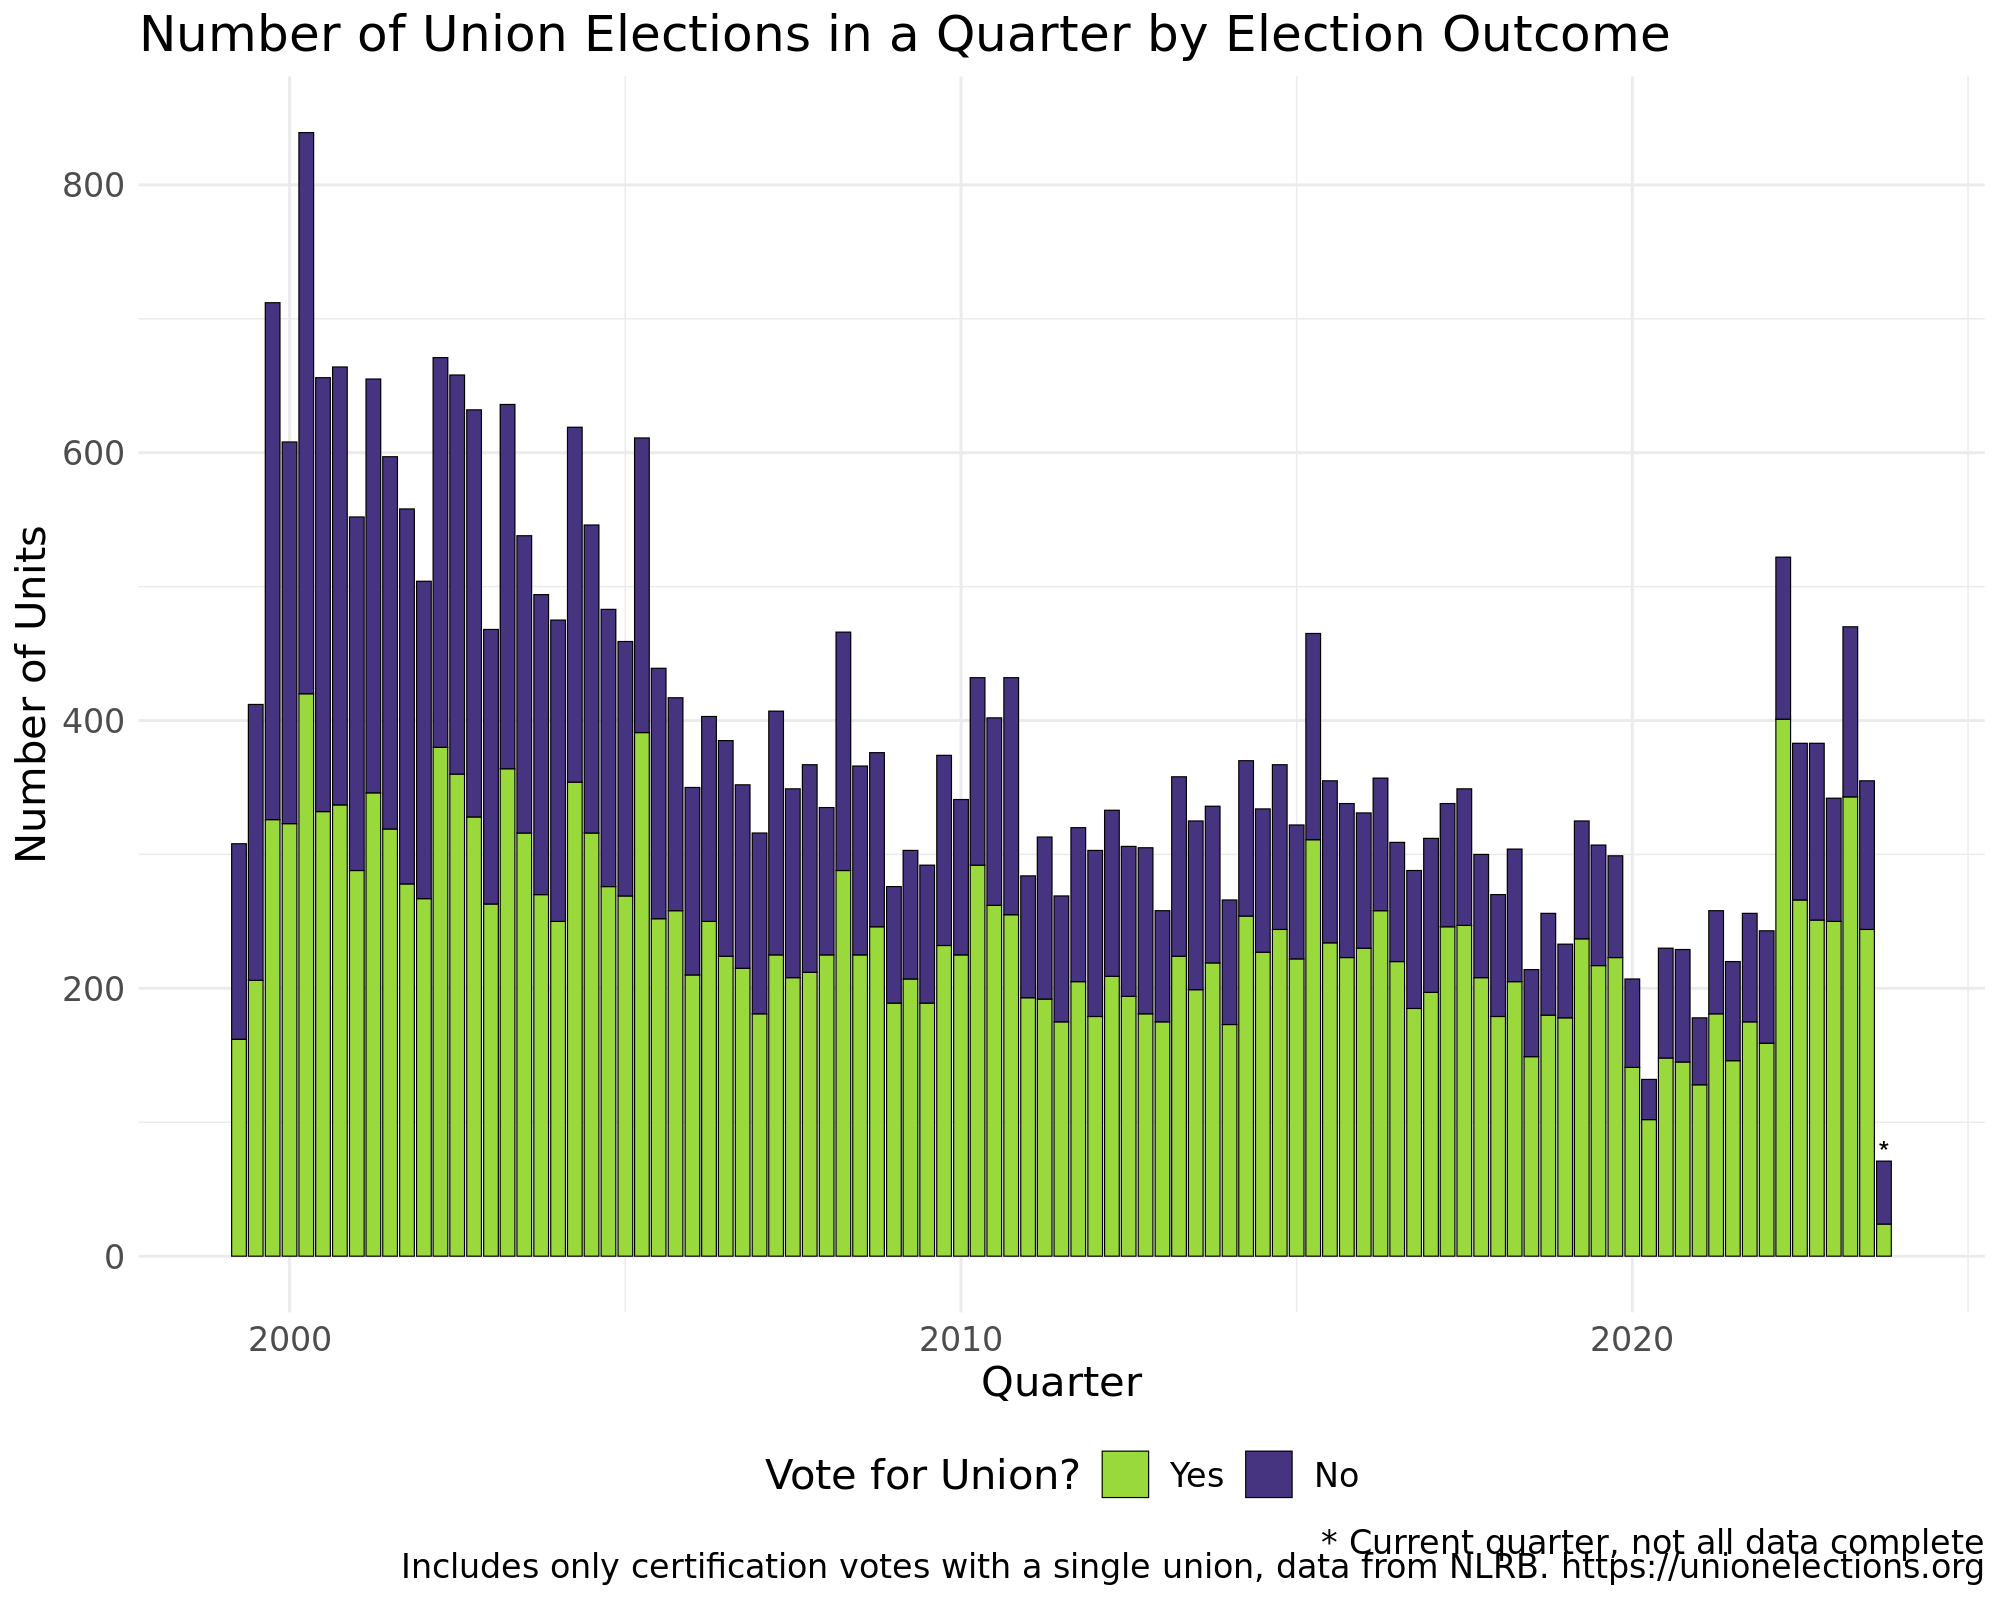 Number of Union Elections in a Quarter by Election Outcome
Number of Units
800
600
400
200
0
2000
2010
2020
*
Quarter
Vote for Union? Yes No
* Current quarter, not all data complete
Includes only certification votes with a single union, data from NLRB. https://unionelections.org